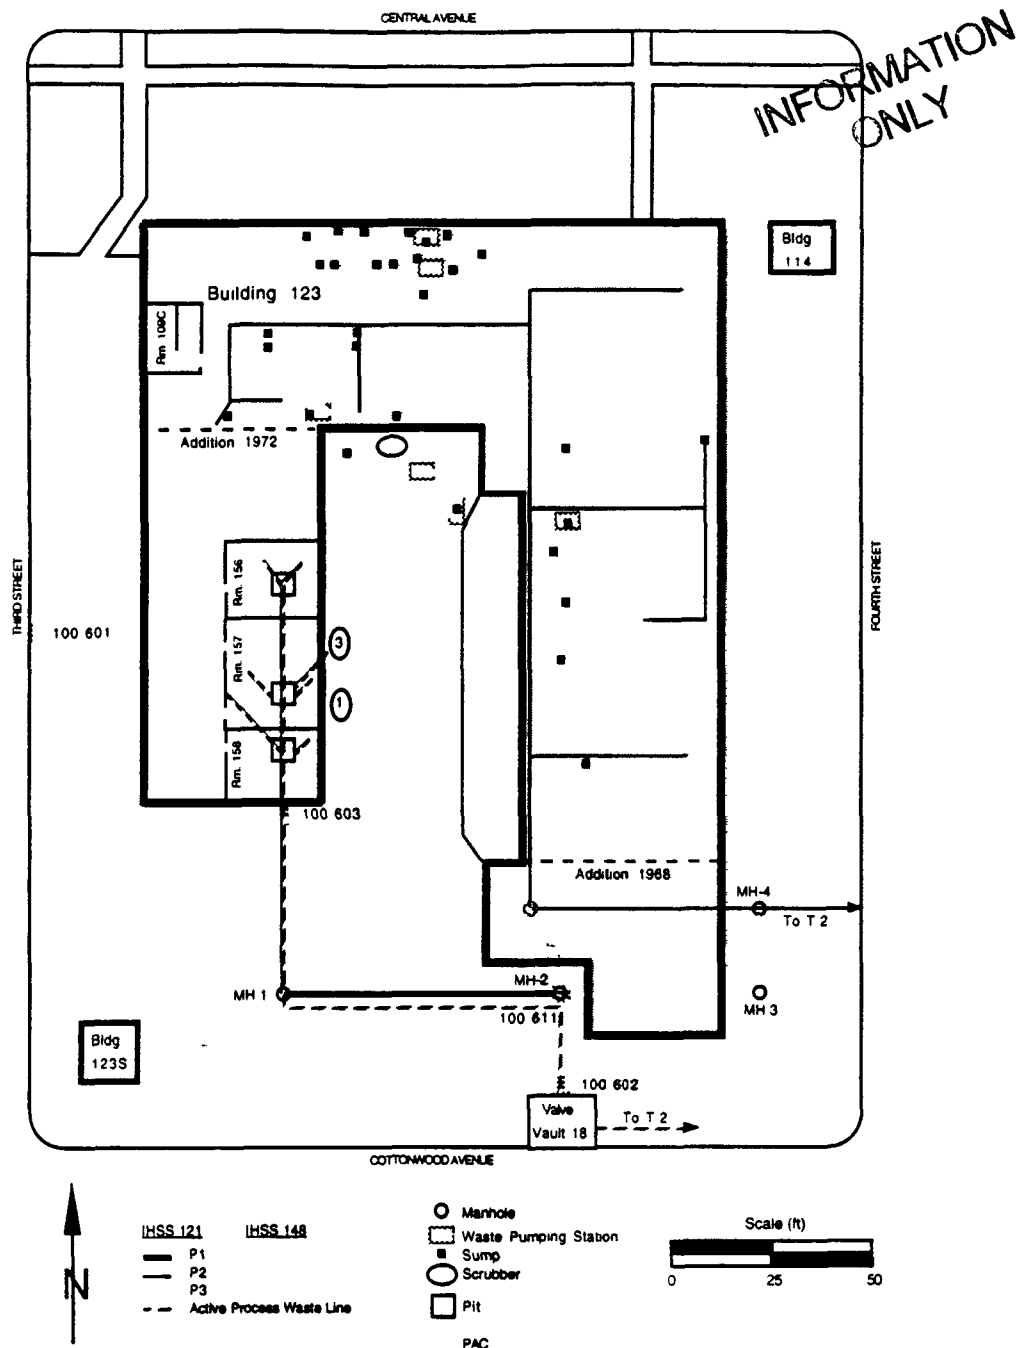 CENTRAL AVENUE
INFORMATION
ONLY
Bldg
114
Building 123
Rm 109C
Addition 1972
THIRD STREET
FOURTH STREET
Rm. 156
100 601
Rm. 157
3
1
Rm. 158
100 603
Addition 1968
MH-4
To T 2
MH-2
MH 1
MH 3
100 611
Bldg
123S
100 602
Valve
Vault 18
To T 2
COTTONWOOD AVENUE
N
IHSS 121 IHSS 148
P1
P2
P3
Active Process Waste Line
Manhole
Waste Pumping Station
Sump
Scrubber
Pit
PAC
Scale (ft)
0 25 50